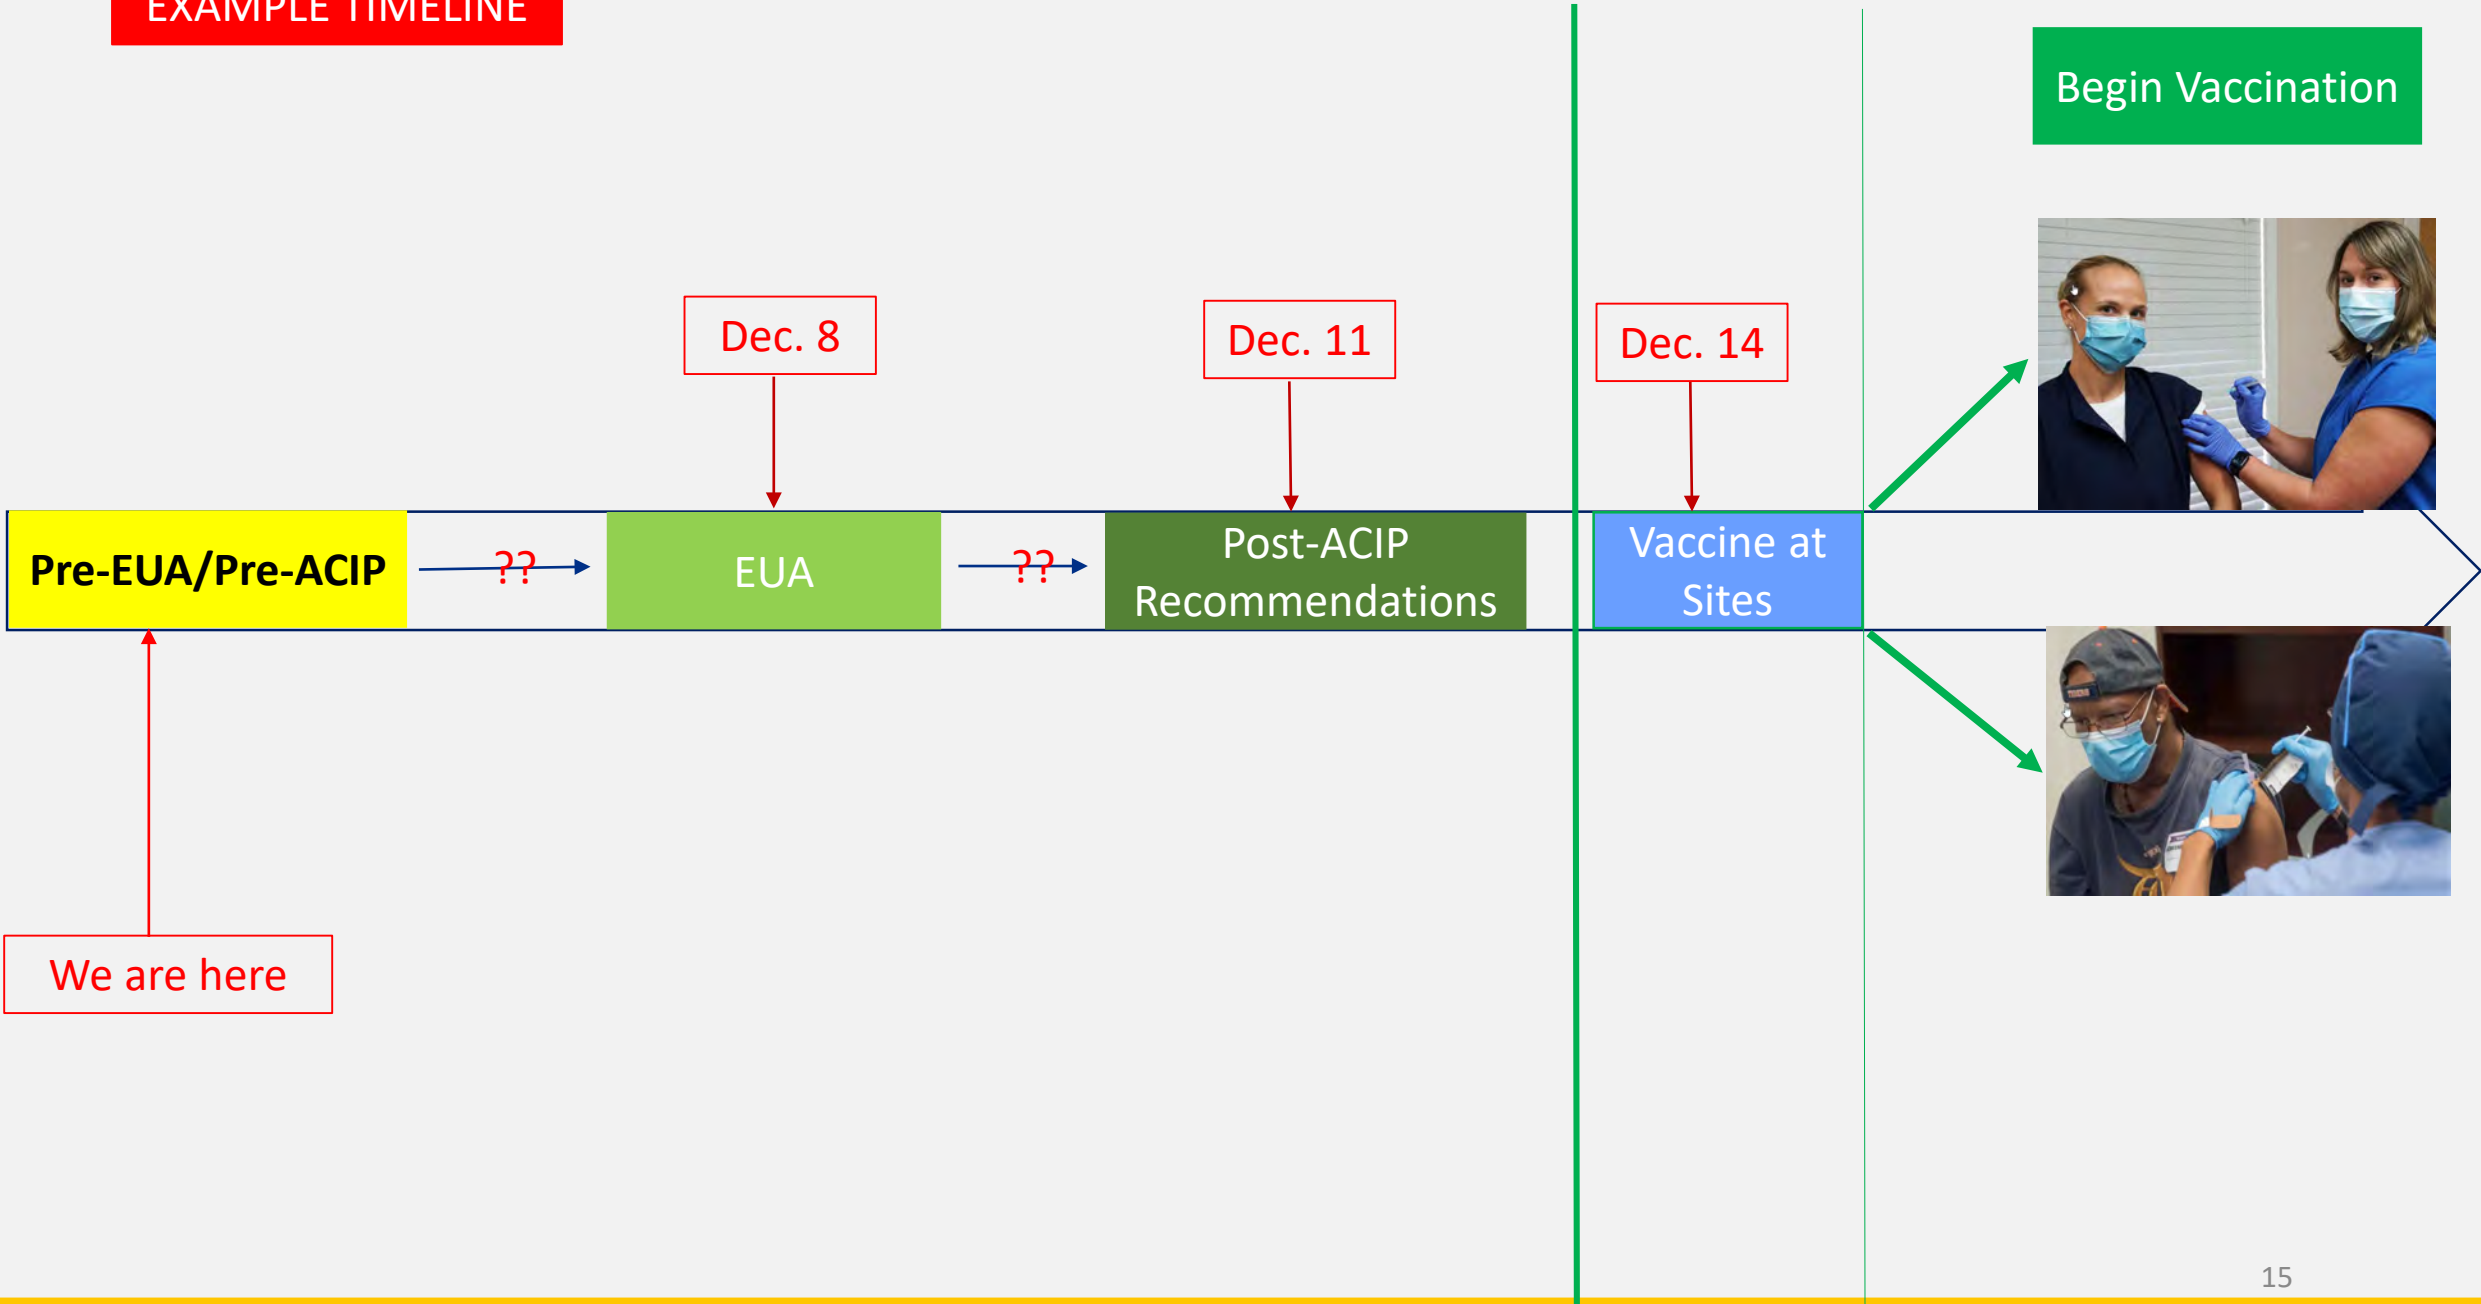 EXAMPLE TIMELINE
Begin Vaccination
Dec. 8
Dec. 11
Dec. 14
Pre-EUA/Pre-ACIP
??
EUA
??
Post-ACIP
Recommendations
Vaccine at
Sites
We are here
15